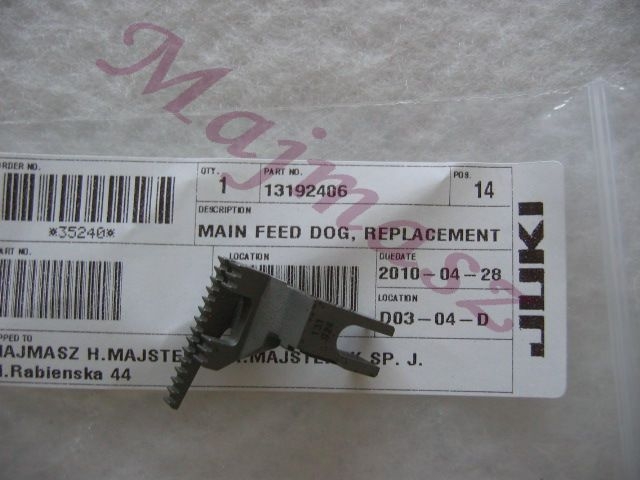 Majmasz
ORDER NO.
*35240*
QTY.
1
PART NO.
13192406
POS.
14
DESCRIPTION
MAIN FEED DOG, REPLACEMENT
PART NO.
LOCATION
DUEDATE
2010-04-28
LOCATION
D03-04-D
JUKI
MAJMASZ H.MAJSTE SP. J.
Rabienska 44
131